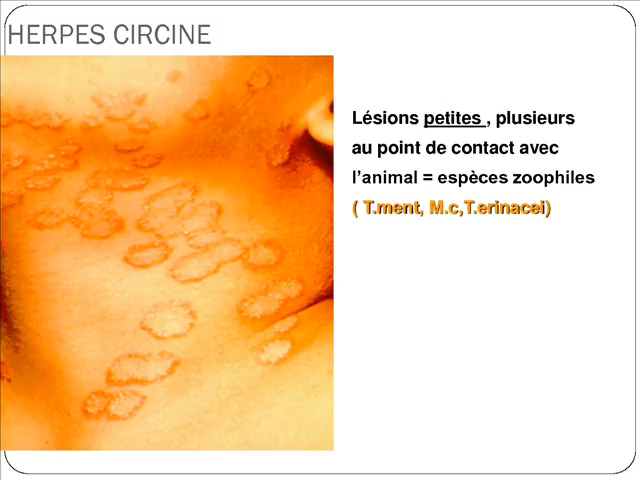 HERPES CIRCINE
Lésions petites , plusieurs
au point de contact avec
l'animal = espèces zoophiles
( T.ment, M.c,T.erinacei)